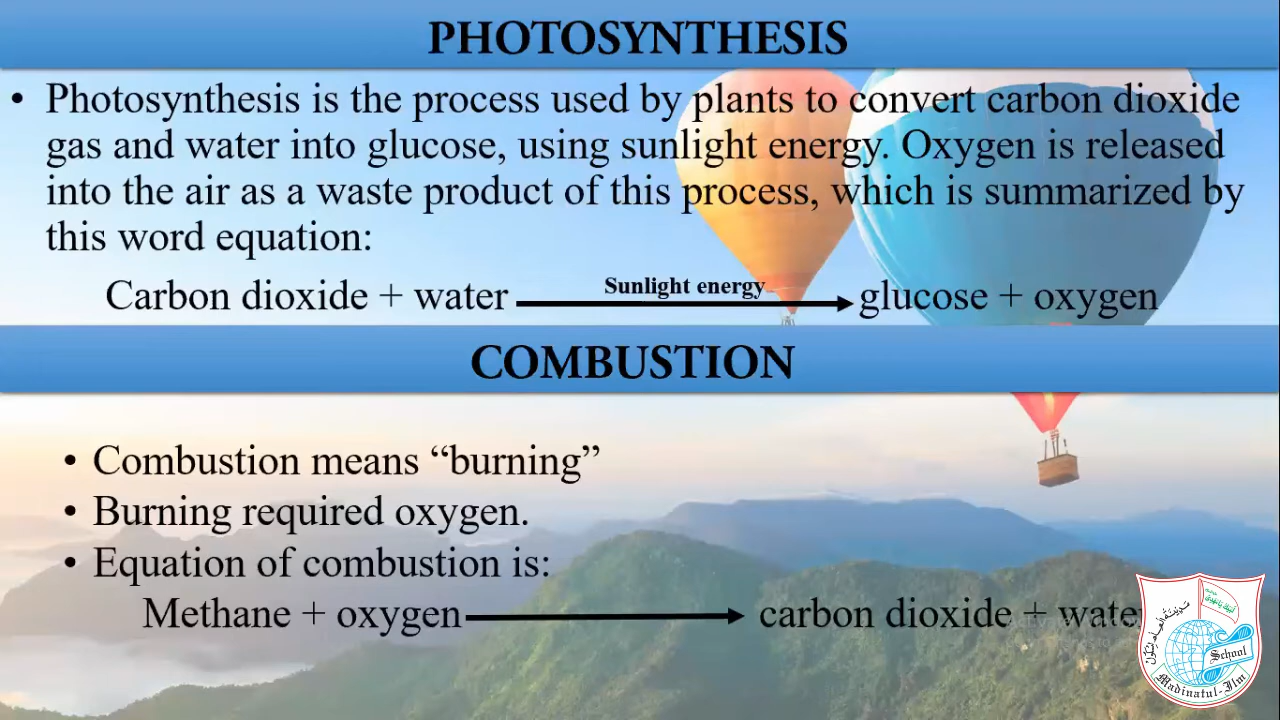 PHOTOSYNTHESIS
• Photosynthesis is the process used by plants to convert carbon dioxide
gas and water into glucose, using sunlight energy. Oxygen is released
into the air as a waste product of this process, which is summarized by
this word equation:
Sunlight energy
Carbon dioxide + water glucose + oxygen
COMBUSTION
• Combustion means “burning”
• Burning required oxygen.
• Equation of combustion is:
Methane + oxygen carbon dioxide + water
School
Madinatul-Ilm